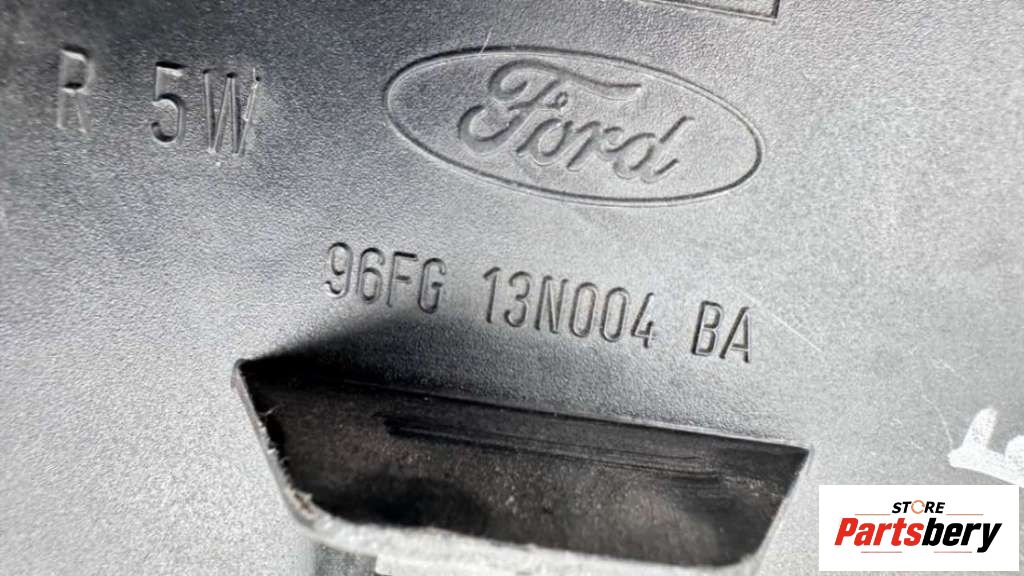 R 5W
Ford
96FG 13N004 BA
STORE
Partsbery